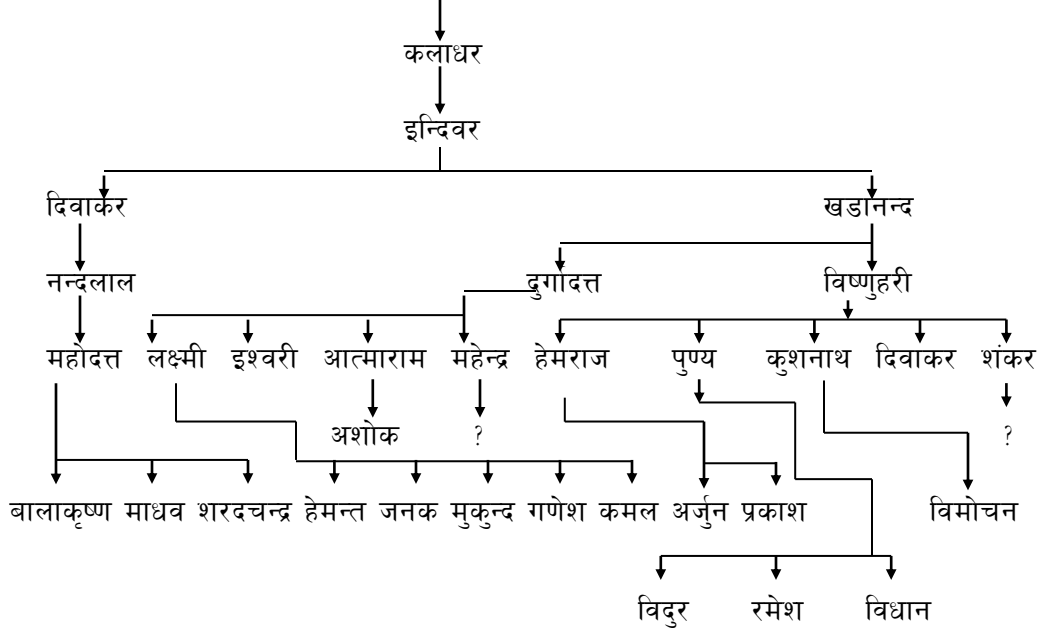 कलाधर
इन्दिवर
दिवाकर खडानन्द
नन्दलाल दुर्गादत्त विष्णुहरी
महोदत्त लक्ष्मी इश्वरी आत्माराम महेन्द्र हेमराज पुण्य कुशनाथ दिवाकर शंकर
अशोक ? ?
बालाकृष्ण माधव शरदचन्द्र हेमन्त जनक मुकुन्द गणेश कमल अर्जुन प्रकाश विमोचन
विदुर रमेश विधान